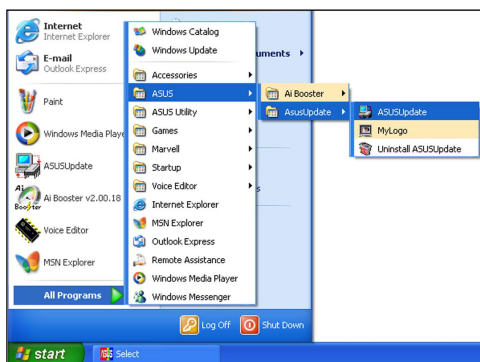 Internet
Internet Explorer
E-mail
Outlook Express
Paint
Windows Media Playe
ASUSUpdate
Ai Booster v2.00.18
Voice Editor
MSN Explorer
All Programs
Windows Catalog
Windows Update
Accessories
ASUS
ASUS Utility
Games
Marvell
Startup
Voice Editor
Internet Explorer
MSN Explorer
Outlook Express
Remote Assistance
Windows Media Player
Windows Messenger
uments
s
Ai Booster
AsusUpdate
ASUSUpdate
MyLogo
Uninstall ASUSUpdate
Log Off
Shut Down
start
Select